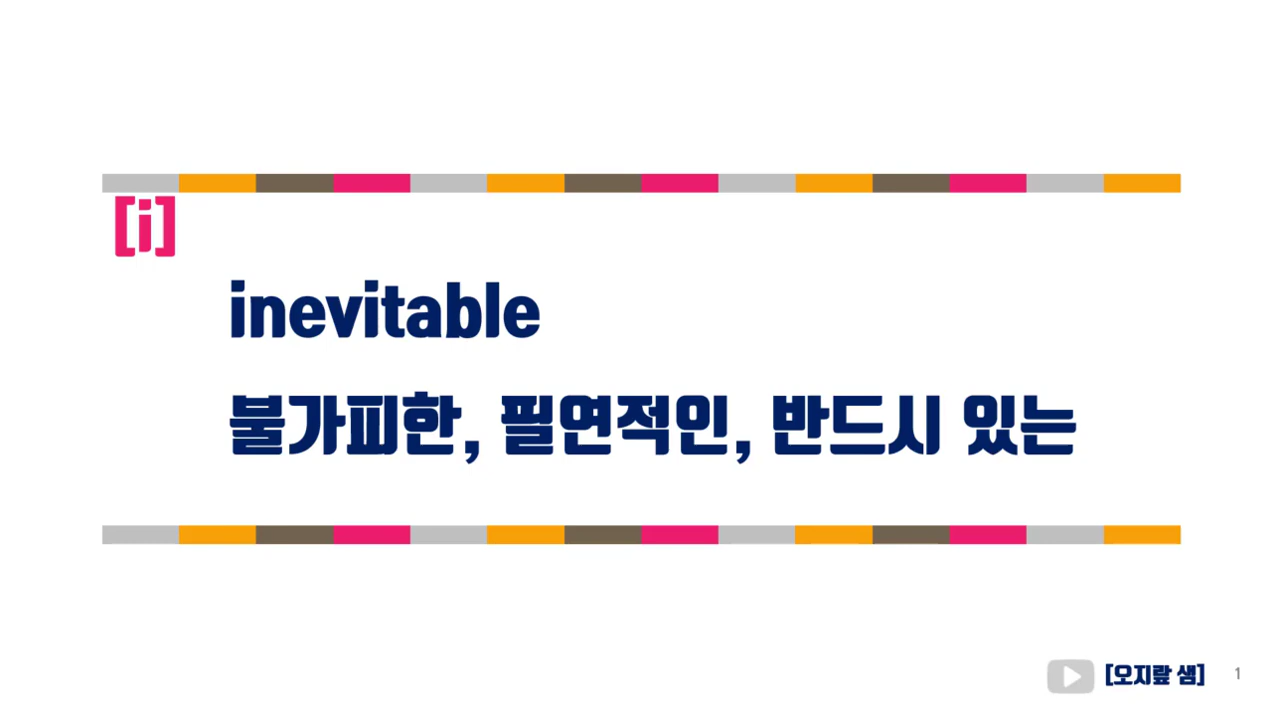 [i]
inevitable
불가피한, 필연적인, 반드시 있는
[오지랖 샘] 1